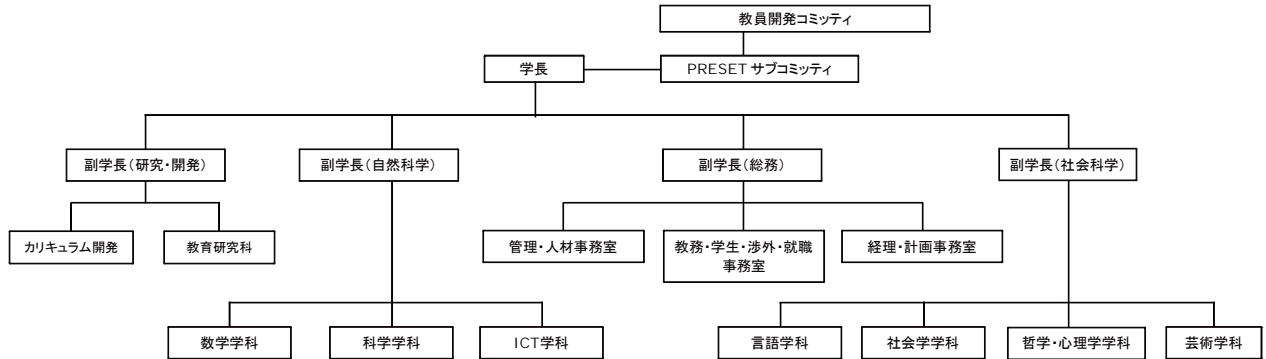 教員開発コミッティ
学長
PRESET サブコミッティ
副学長(研究・開発)
副学長(自然科学)
副学長(総務)
副学長(社会科学)
カリキュラム開発
教育研究科
管理・人材事務室
教務・学生・渉外・就職
事務室
経理・計画事務室
数学学科
科学学科
ICT学科
言語学科
社会学学科
哲学・心理学学科
芸術学科